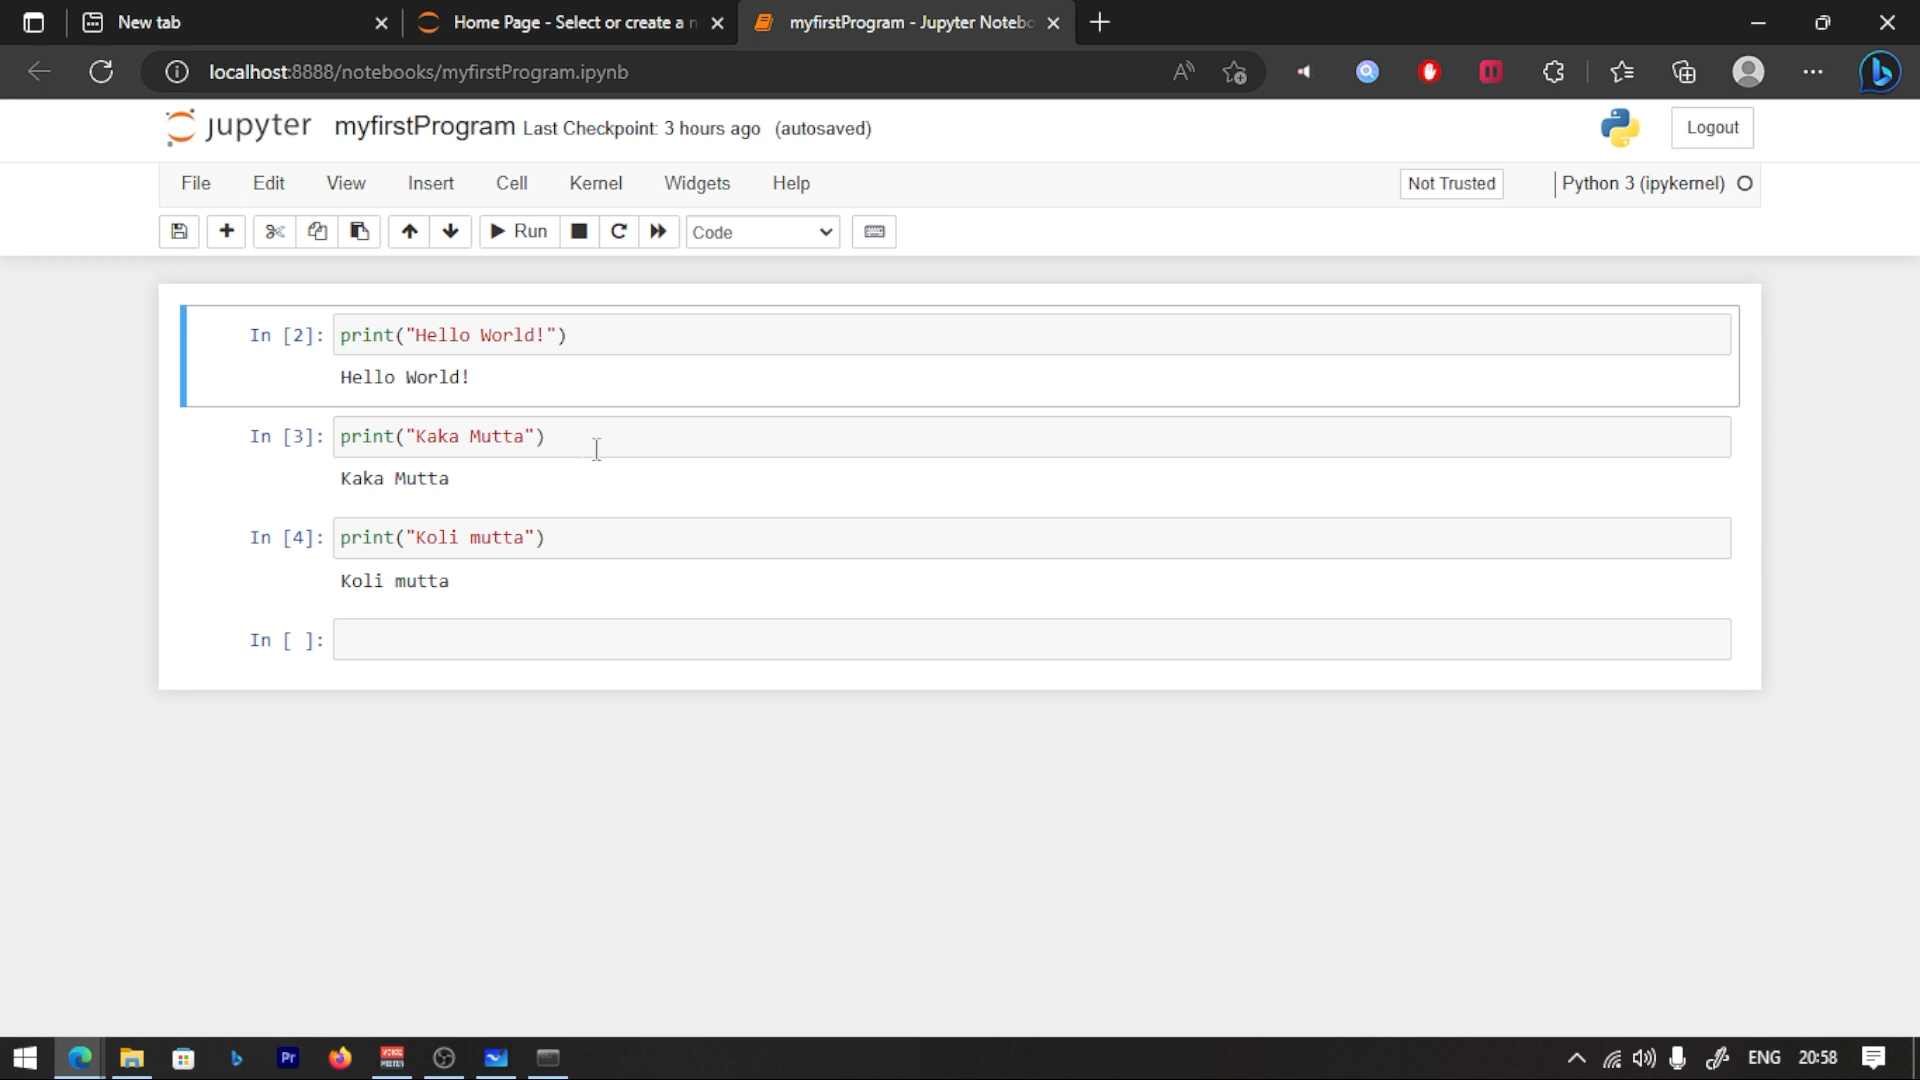 New tab
Home Page - Select or create a n
myfirstProgram - Jupyter Notebo
localhost:8888/notebooks/myfirstProgram.ipynb
jupyter myfirstProgram Last Checkpoint: 3 hours ago (autosaved)
Logout
File Edit View Insert Cell Kernel Widgets Help
Not Trusted
Python 3 (ipykernel)
Run
Code
In [2]: print("Hello World!")
Hello World!
In [3]: print("Kaka Mutta")
Kaka Mutta
In [4]: print("Koli mutta")
Koli mutta
In [ ]:
Pr
ENG 20:58